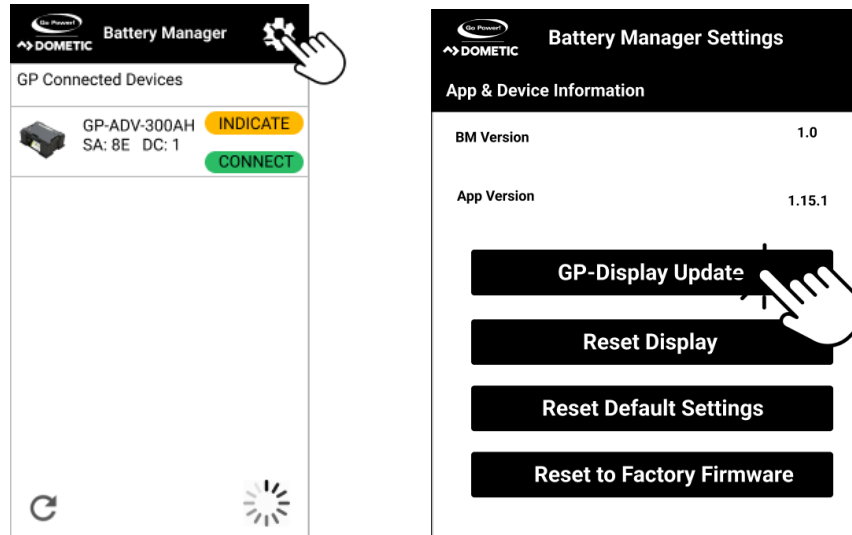 Go Power!
DOMETIC
Battery Manager
GP Connected Devices
GP-ADV-300AH
INDICATE
SA: 8E DC: 1
CONNECT
Go Power!
DOMETIC
Battery Manager Settings
App & Device Information
BM Version 1.0
App Version 1.15.1
GP-Display Update
Reset Display
Reset Default Settings
Reset to Factory Firmware